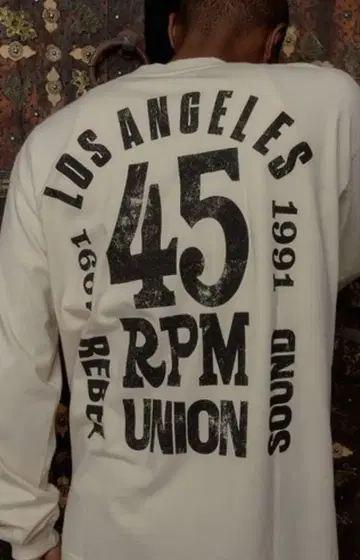 LOS ANGELES
45
RPM
UNION
1991
REBEL
1991
SOUND